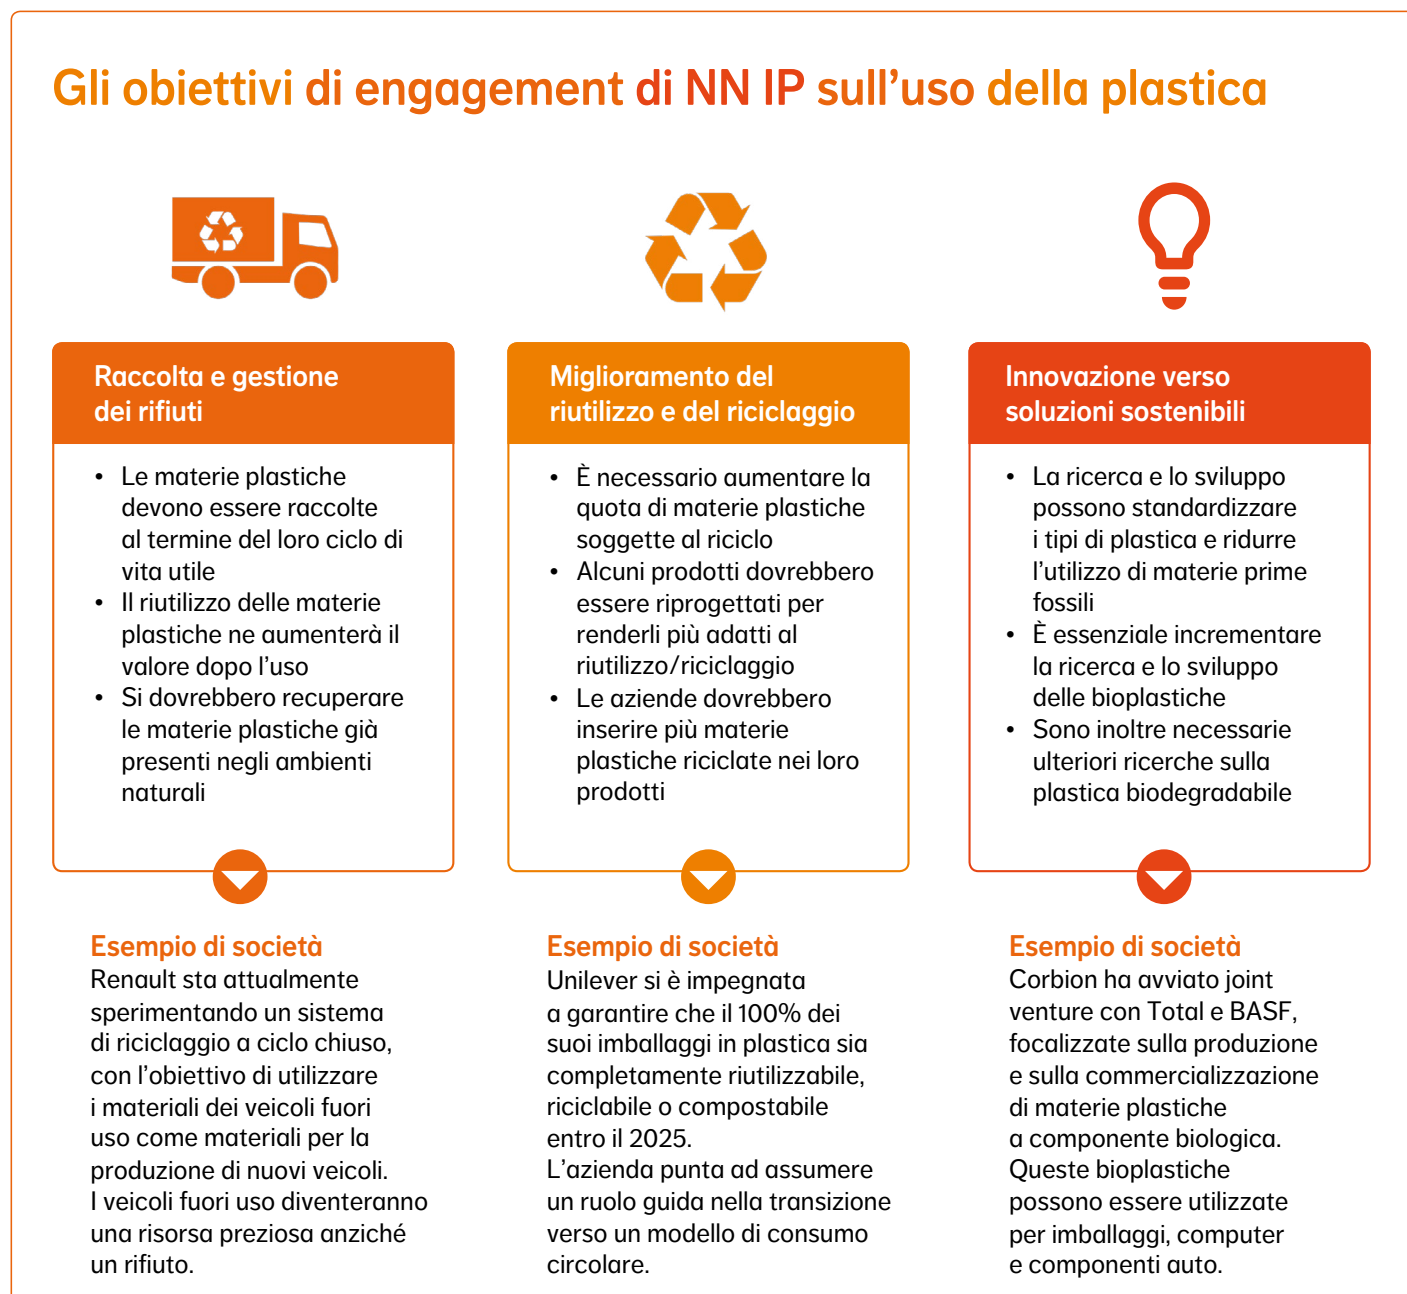 Gli obiettivi di engagement di NN IP sull’uso della plastica
Raccolta e gestione
dei rifiuti
• Le materie plastiche
devono essere raccolte
al termine del loro ciclo di
vita utile
• Il riutilizzo delle materie
plastiche ne aumenterà il
valore dopo l’uso
• Si dovrebbero recuperare
le materie plastiche già
presenti negli ambienti
naturali
Esempio di società
Renault sta attualmente
sperimentando un sistema
di riciclaggio a ciclo chiuso,
con l’obiettivo di utilizzare
i materiali dei veicoli fuori
uso come materiali per la
produzione di nuovi veicoli.
I veicoli fuori uso diventeranno
una risorsa preziosa anziché
un rifiuto.
Miglioramento del
riutilizzo e del riciclaggio
• È necessario aumentare la
quota di materie plastiche
soggette al riciclo
• Alcuni prodotti dovrebbero
essere riprogettati per
renderli più adatti al
riutilizzo/riciclaggio
• Le aziende dovrebbero
inserire più materie
plastiche riciclate nei loro
prodotti
Esempio di società
Unilever si è impegnata
a garantire che il 100% dei
suoi imballaggi in plastica sia
completamente riutilizzabile,
riciclabile o compostabile
entro il 2025.
L’azienda punta ad assumere
un ruolo guida nella transizione
verso un modello di consumo
circolare.
Innovazione verso
soluzioni sostenibili
• La ricerca e lo sviluppo
possono standardizzare
i tipi di plastica e ridurre
l’utilizzo di materie prime
fossili
• È essenziale incrementare
la ricerca e lo sviluppo
delle bioplastiche
• Sono inoltre necessarie
ulteriori ricerche sulla
plastica biodegradabile
Esempio di società
Corbion ha avviato joint
venture con Total e BASF,
focalizzate sulla produzione
e sulla commercializzazione
di materie plastiche
a componente biologica.
Queste bioplastiche
possono essere utilizzate
per imballaggi, computer
e componenti auto.